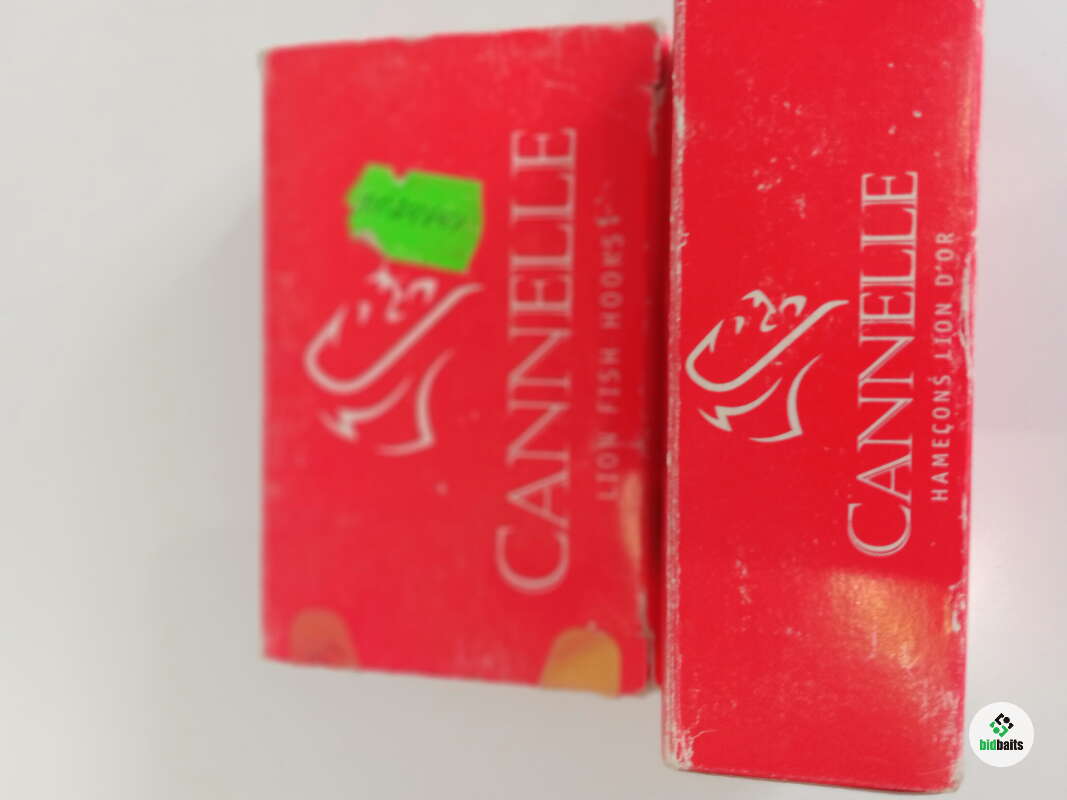 CANNELLE
LION FISH HOOKS
CANNELLE
HAMEÇONS LION D'OR
bidbaits